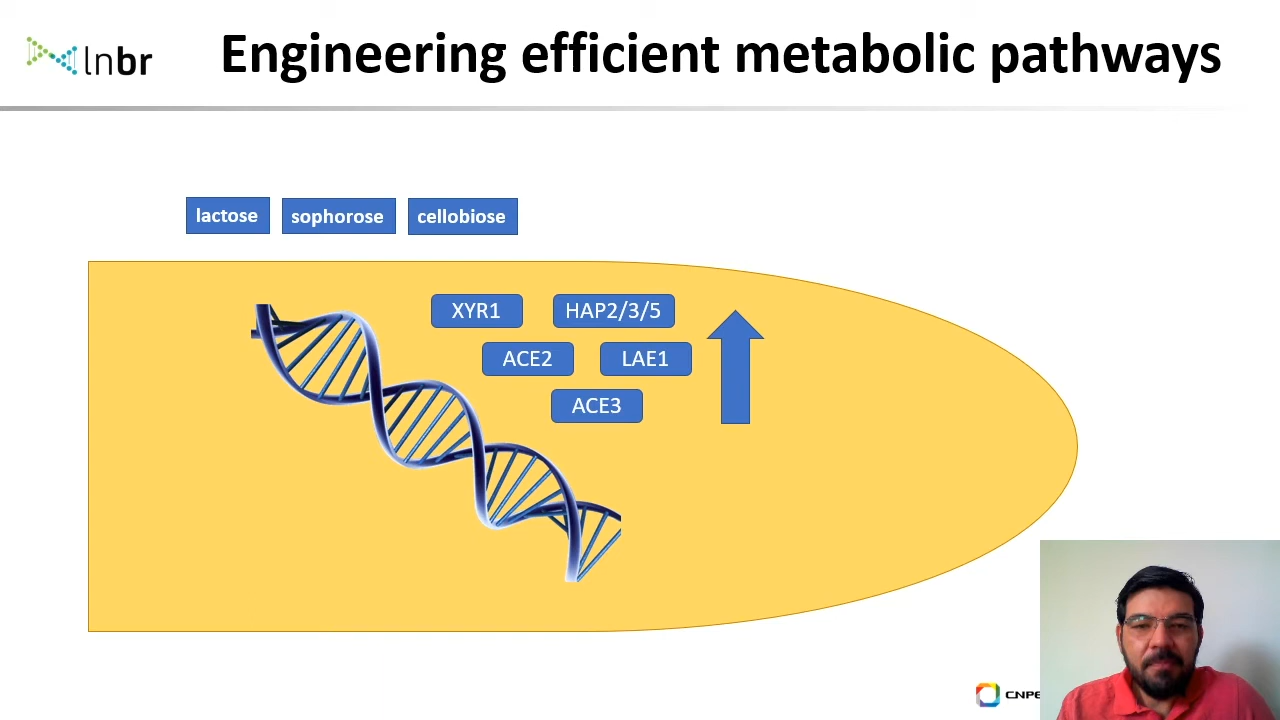 lnbr
Engineering efficient metabolic pathways
lactose sophorose cellobiose
XYR1 HAP2/3/5
ACE2 LAE1
ACE3